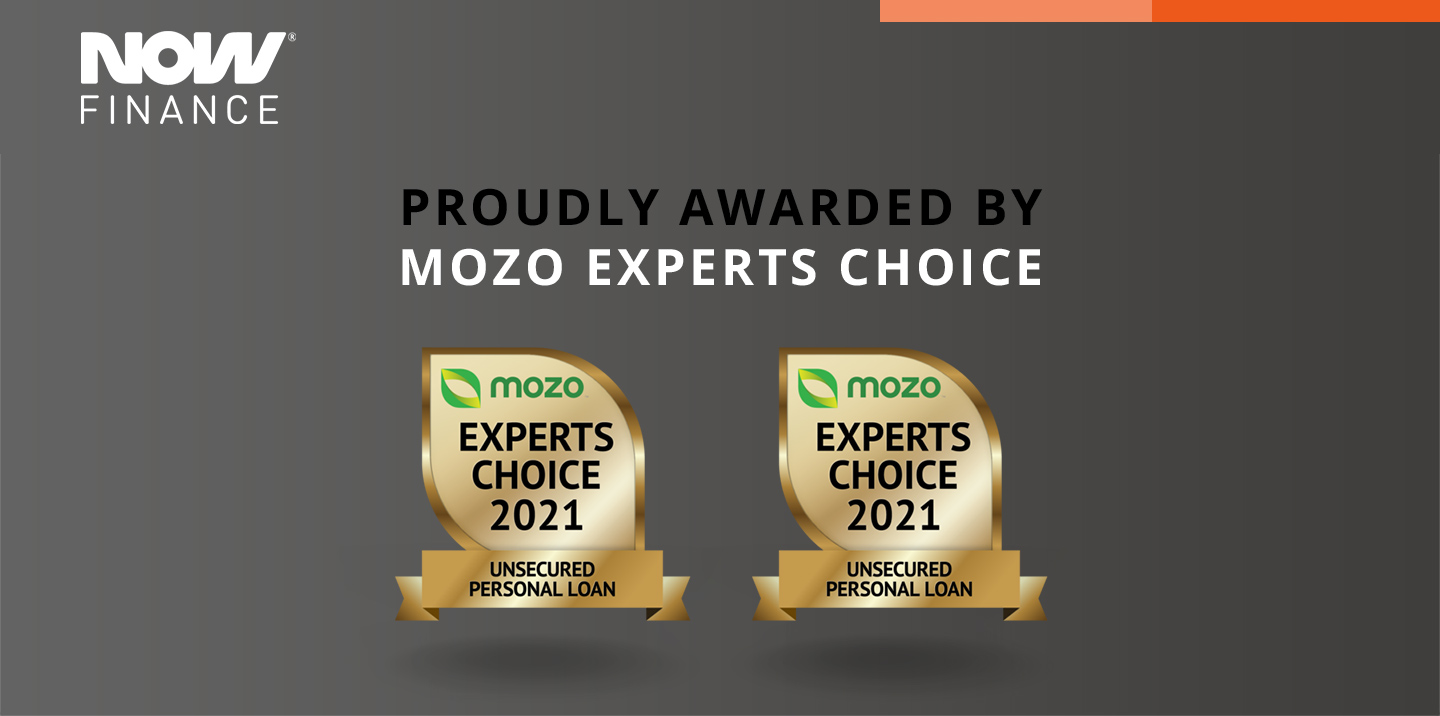 NOW®
FINANCE
PROUDLY AWARDED BY
MOZO EXPERTS CHOICE
mozo
EXPERTS
CHOICE
2021
UNSECURED
PERSONAL LOAN
mozo
EXPERTS
CHOICE
2021
UNSECURED
PERSONAL LOAN